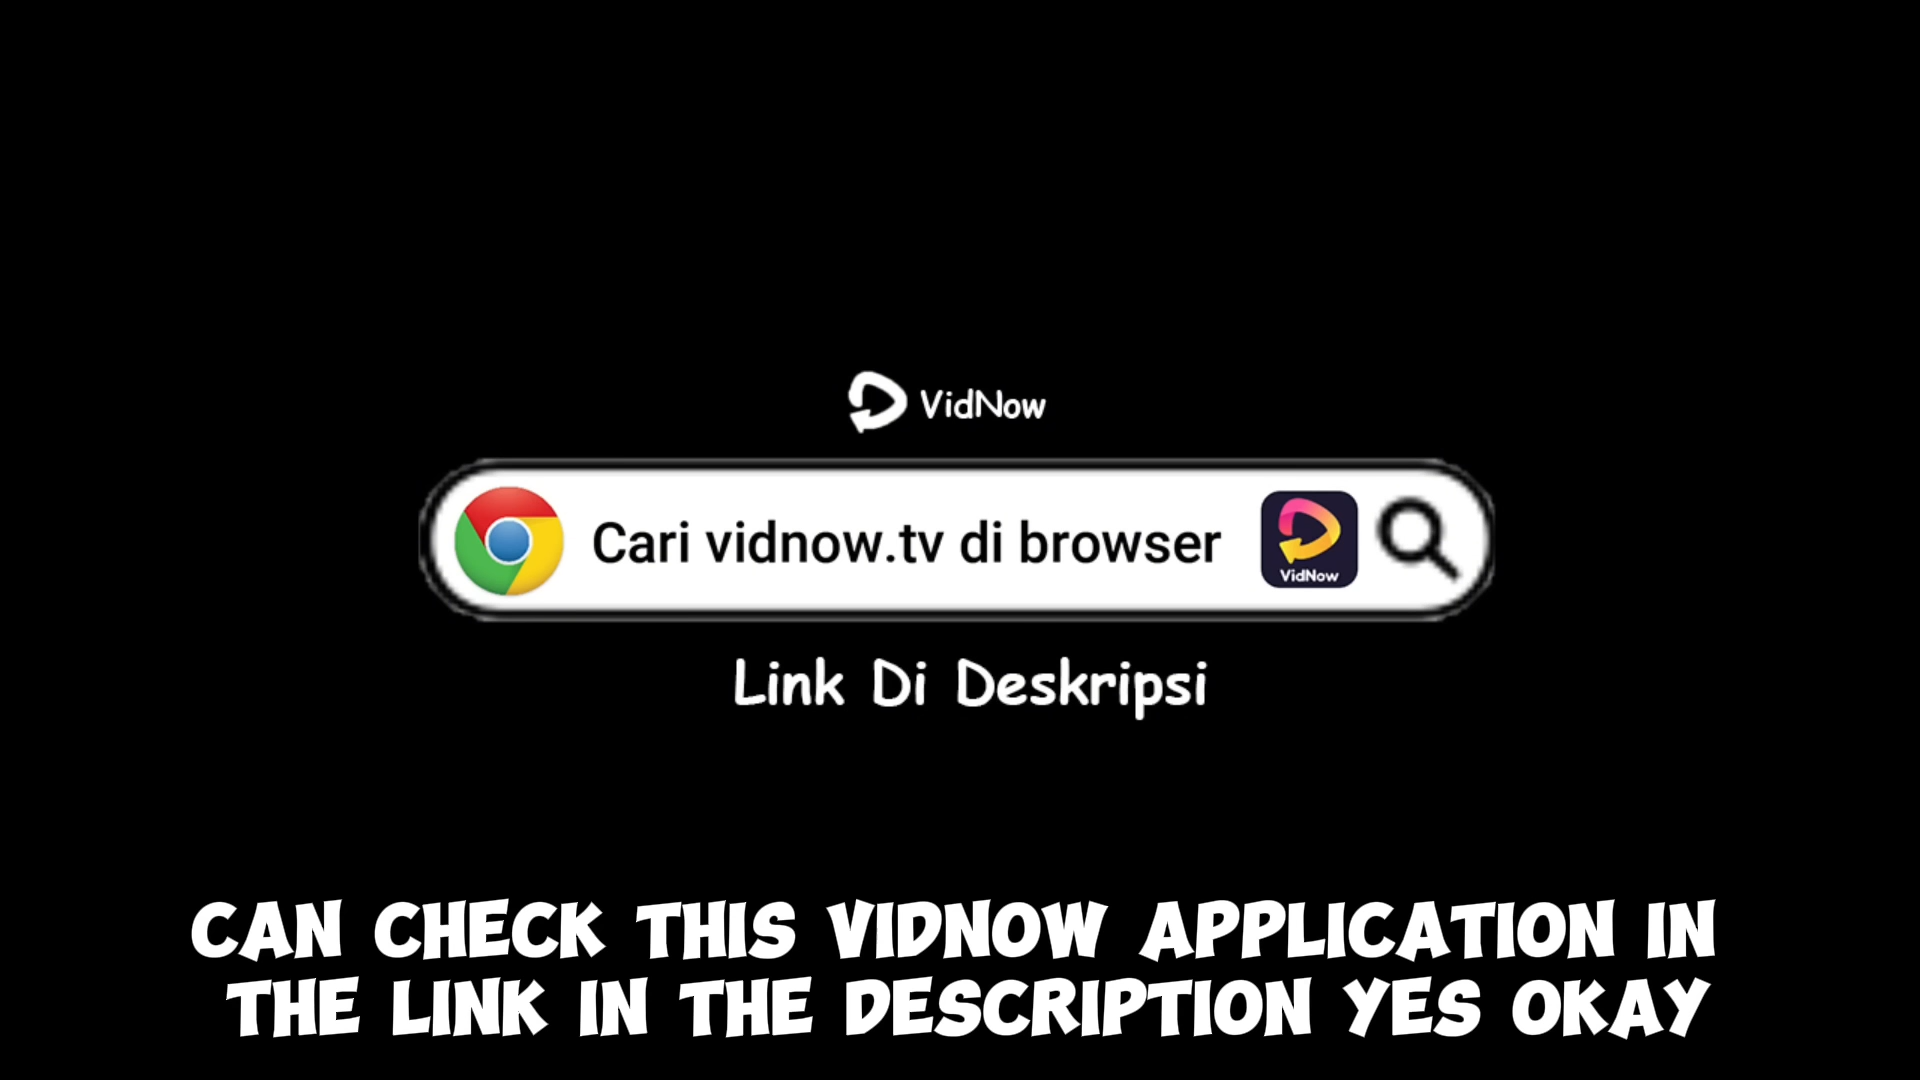 VidNow
Cari vidnow.tv di browser
VidNow
Link Di Deskripsi
CAN CHECK THIS VIDNOW APPLICATION IN
THE LINK IN THE DESCRIPTION YES OKAY